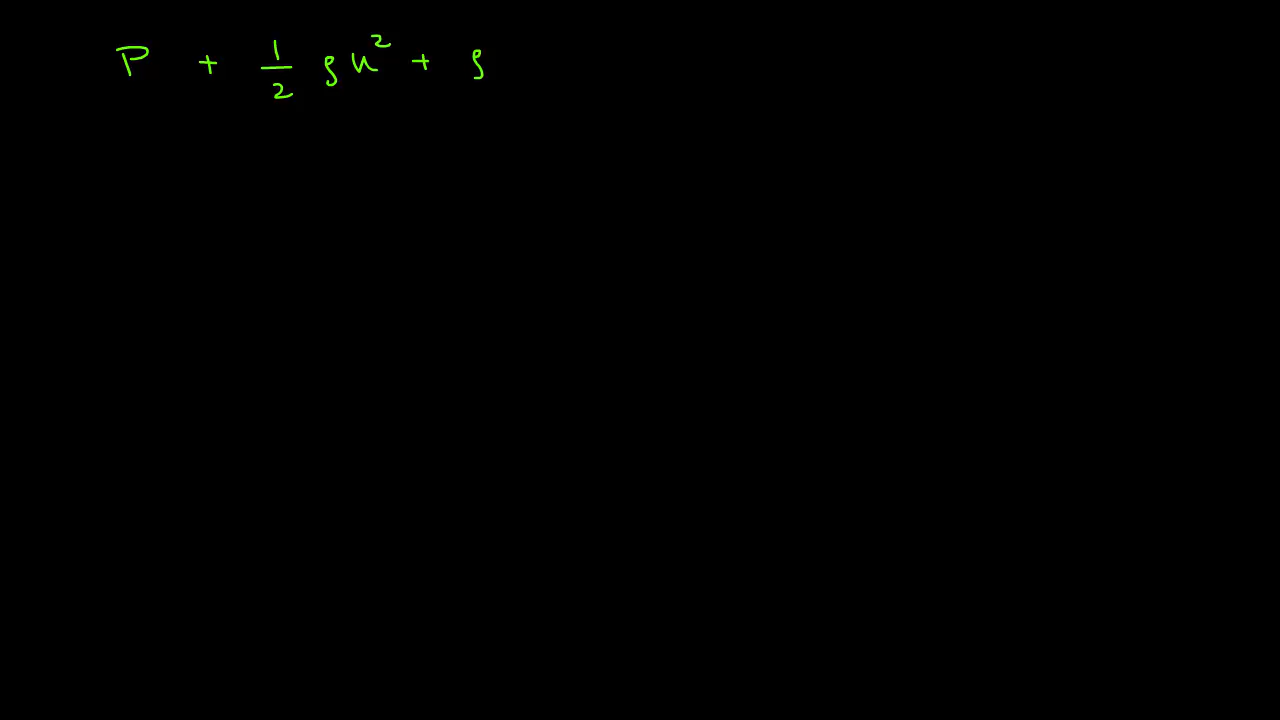 P + 1/2 ρu² + ρ